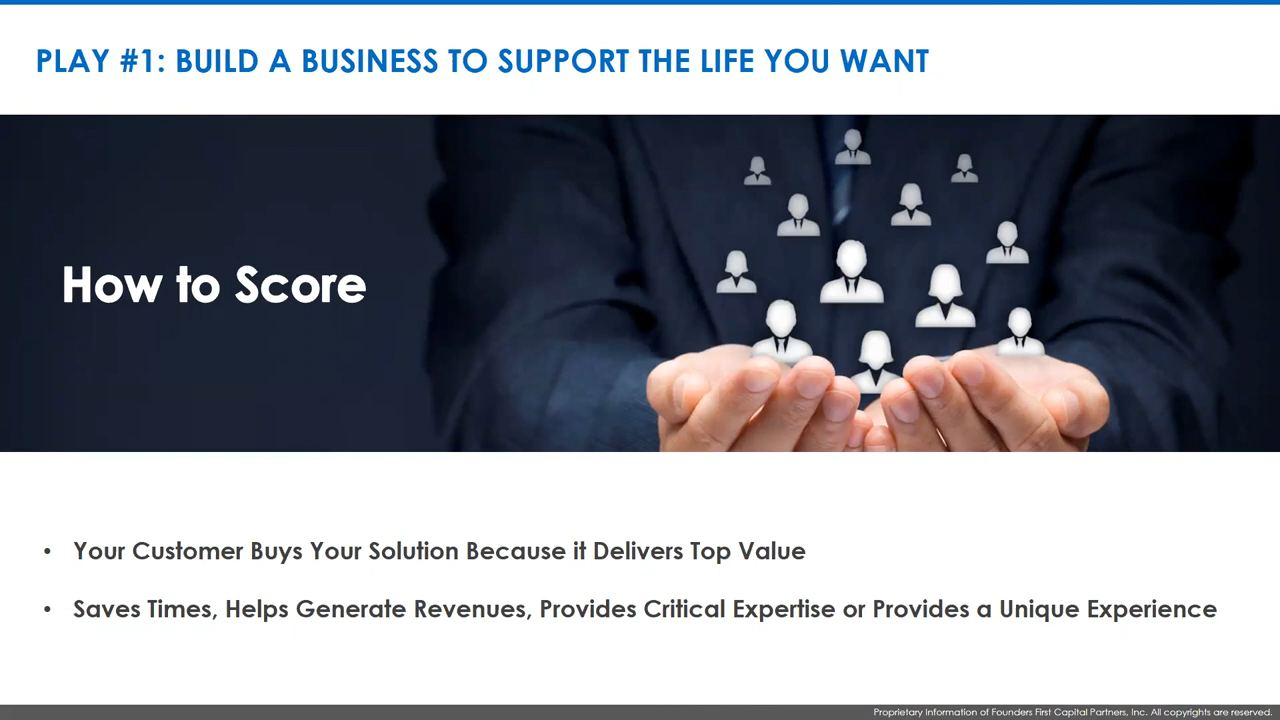 PLAY #1: BUILD A BUSINESS TO SUPPORT THE LIFE YOU WANT
How to Score
• Your Customer Buys Your Solution Because it Delivers Top Value
• Saves Times, Helps Generate Revenues, Provides Critical Expertise or Provides a Unique Experience
Proprietary Information of Founders First Capital Partners, Inc. All copyrights are reserved.